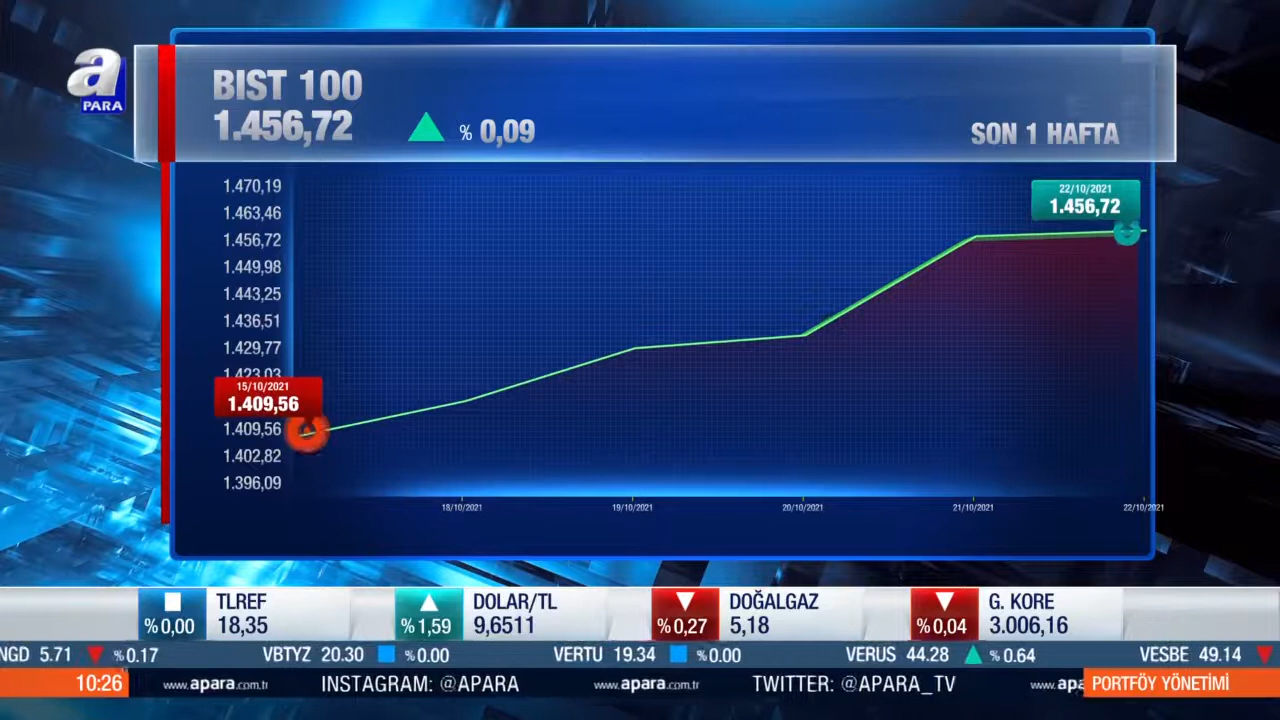 a
PARA
BIST 100
1.456,72
% 0,09
SON 1 HAFTA
1.470,19
1.463,46
1.456,72
1.449,98
1.443,25
1.436,51
1.429,77
1.423,03
1.409,56
1.402,82
1.396,09
15/10/2021
1.409,56
22/10/2021
1.456,72
18/10/2021 19/10/2021 20/10/2021 21/10/2021 22/10/2021
%0,00 TLREF 18,35
%1,59 DOLAR/TL 9,6511
%0,27 DOĞALGAZ 5,18
%0,04 G. KORE 3.006,16
NGD 5.71 %0.17 VBTYZ 20.30 %0.00 VERTU 19.34 %0.00 VERUS 44.28 %0.64 VESBE 49.14
10:26 www.apara.com.tr INSTAGRAM: @APARA www.apara.com.tr TWITTER: @APARA_TV www.apa PORTFÖY YÖNETİMİ